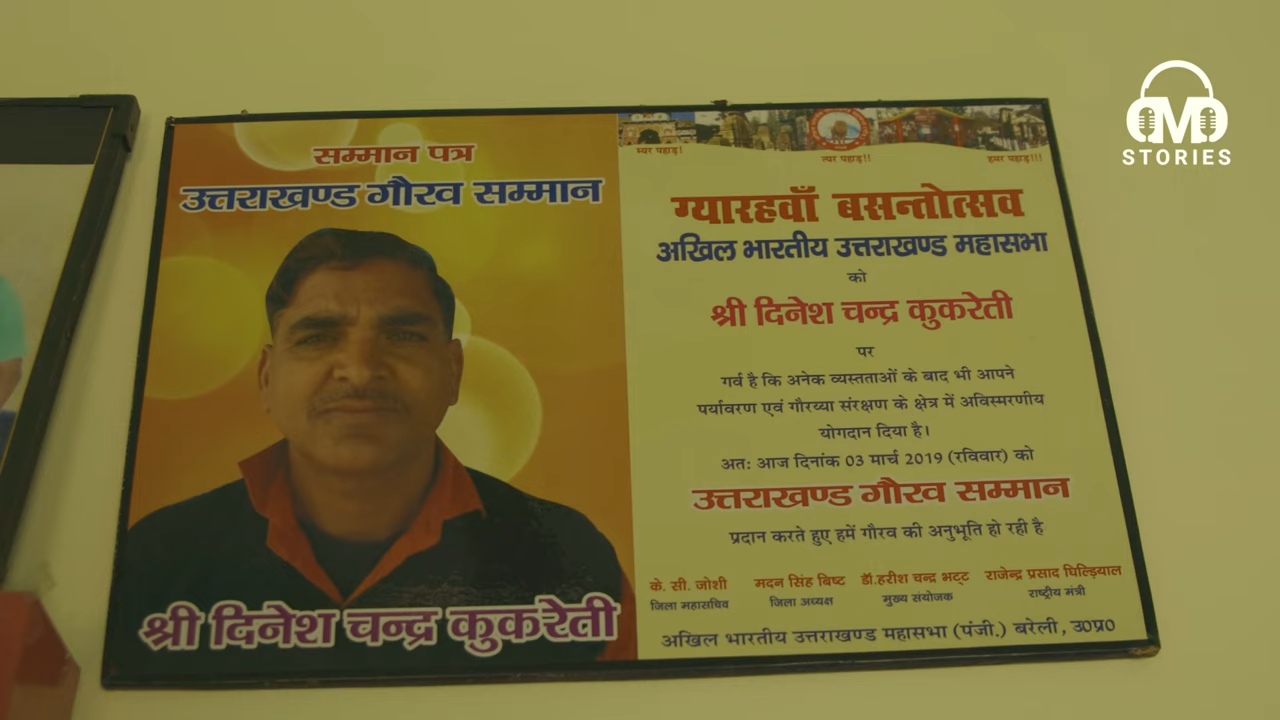 M
STORIES
सम्मान पत्र
उत्तराखण्ड गौरव सम्मान
श्री दिनेश चन्द्र कुकरेती
म्यर पहाड़!
त्यर पहाड़!!
हमर पहाड़!!!
ग्यारहवाँ बसन्तोत्सव
अखिल भारतीय उत्तराखण्ड महासभा
को
श्री दिनेश चन्द्र कुकरेती
पर
गर्व है कि अनेक व्यस्तताओं के बाद भी आपने
पर्यावरण एवं गौरय्या संरक्षण के क्षेत्र में अविस्मरणीय
योगदान दिया है।
अतः आज दिनांक 03 मार्च 2019 (रविवार) को
उत्तराखण्ड गौरव सम्मान
प्रदान करते हुए हमें गौरव की अनुभूति हो रही है
के. सी. जोशी मदन सिंह बिष्ट डॉ.हरीश चन्द्र भट्ट राजेन्द्र प्रसाद घिल्ड़ियाल
जिला महासचिव जिला अध्यक्ष मुख्य संयोजक राष्ट्रीय मंत्री
अखिल भारतीय उत्तराखण्ड महासभा (पंजी.) बरेली, उ0प्र0